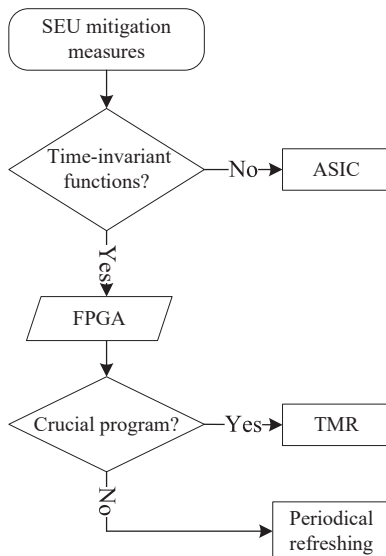 SEU mitigation
measures
Time-invariant
functions?
No
ASIC
Yes
FPGA
Crucial program?
Yes
TMR
No
Periodical
refreshing